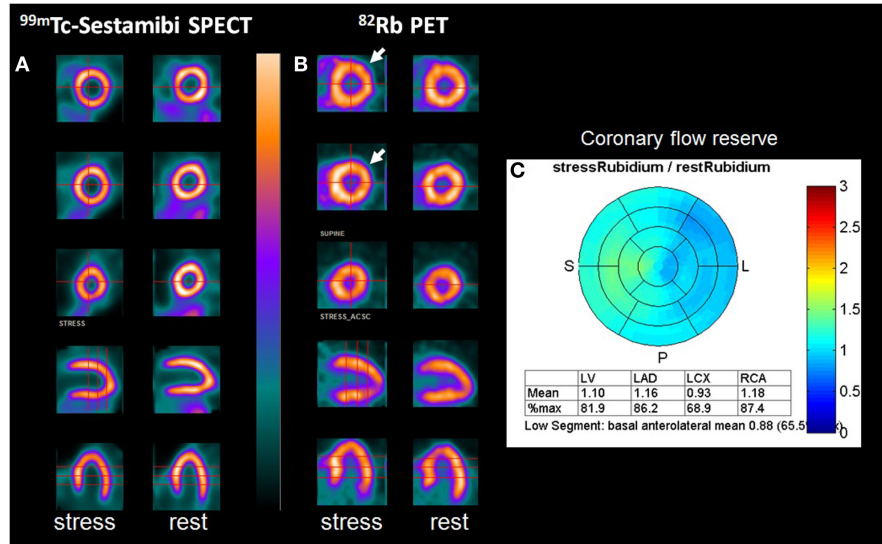 ⁹⁹ᵐTc-Sestamibi SPECT
⁸²Rb PET
A
B
SUPINE
STRESS
STRESS_ACSC
stress
rest
stress
rest
Coronary flow reserve
C
stressRubidium / restRubidium
S
L
P
3
2.5
2
1.5
1
0.5
0
LV LAD LCX RCA
Mean 1.10 1.16 0.93 1.18
%max 81.9 86.2 68.9 87.4
Low Segment: basal anterolateral mean 0.88 (65.5%